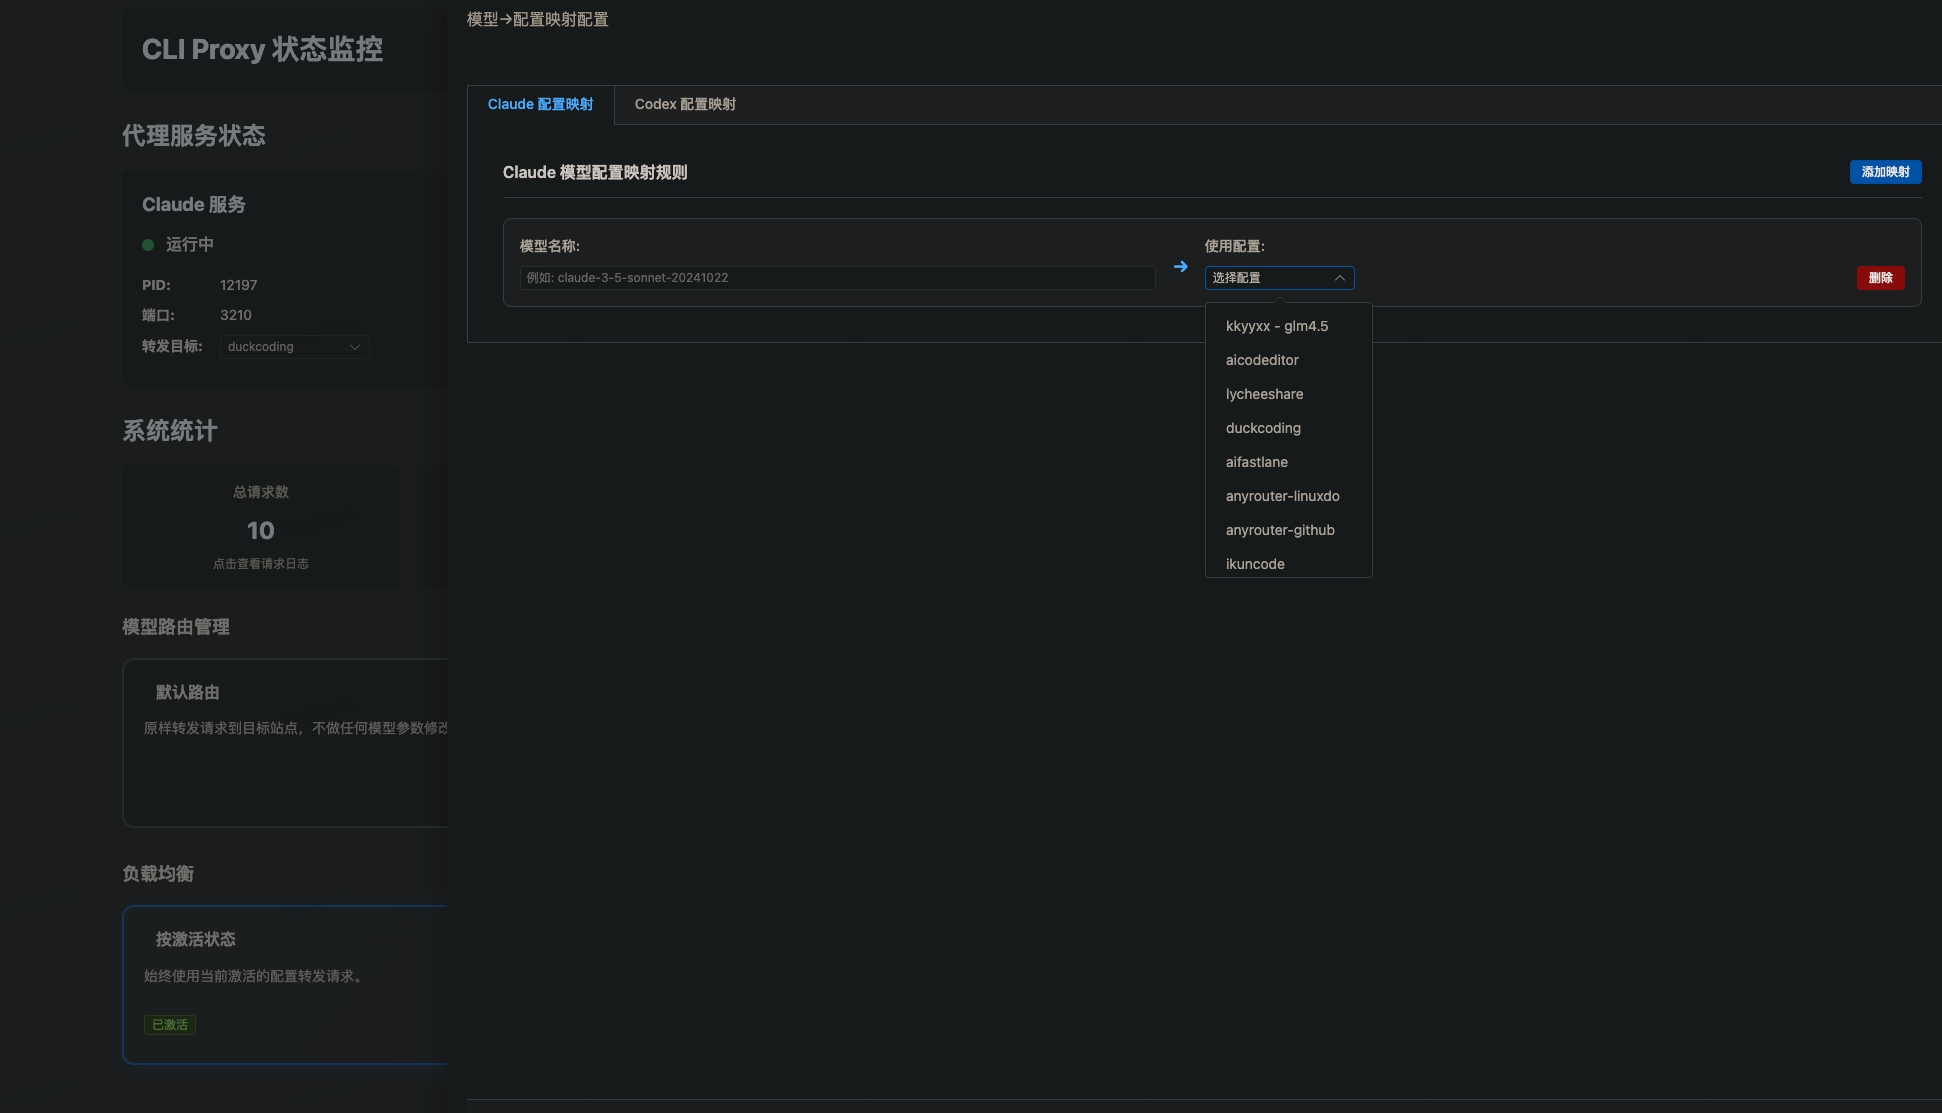 CLI Proxy 状态监控
代理服务状态
Claude 服务
运行中
PID: 12197
端口: 3210
转发目标: duckcoding
系统统计
总请求数
10
点击查看请求日志
模型路由管理
默认路由
原样转发请求到目标站点，不做任何模型参数修改
负载均衡
按激活状态
始终使用当前激活的配置转发请求。
已激活
模型→配置映射配置
Claude 配置映射 Codex 配置映射
Claude 模型配置映射规则 添加映射
模型名称: → 使用配置:
例如: claude-3-5-sonnet-20241022 选择配置 删除
kkyyxx - glm4.5
aicodeditor
lycheeshare
duckcoding
aifastlane
anyrouter-linuxdo
anyrouter-github
ikuncode